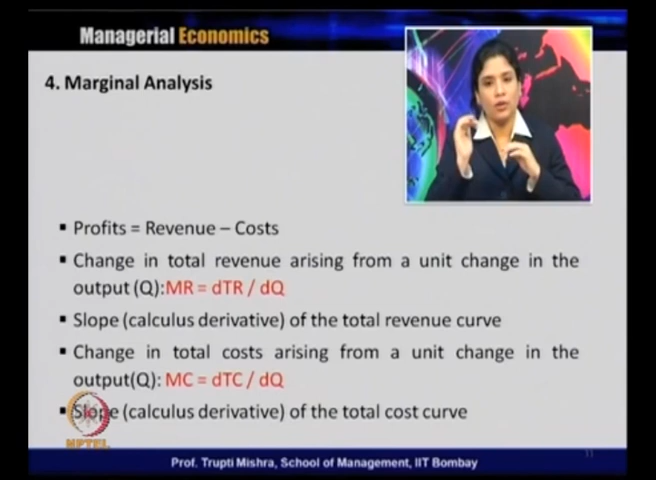 Managerial Economics
4. Marginal Analysis
▪ Profits = Revenue – Costs
▪ Change in total revenue arising from a unit change in the
output (Q):MR = dTR / dQ
▪ Slope (calculus derivative) of the total revenue curve
▪ Change in total costs arising from a unit change in the
output(Q): MC = dTC / dQ
▪ Slope (calculus derivative) of the total cost curve
NPTEL
11
Prof. Trupti Mishra, School of Management, IIT Bombay